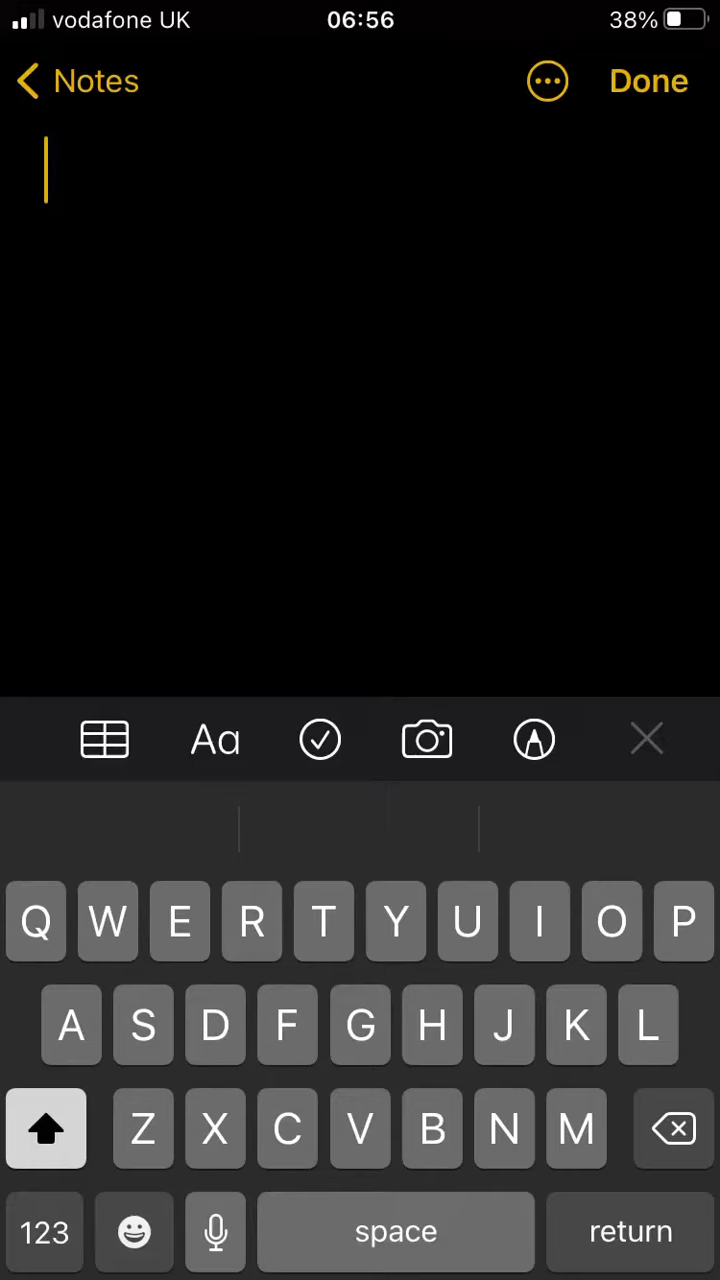 vodafone UK 06:56 38%
Notes Done
Aa
Q W E R T Y U I O P
A S D F G H J K L
Z X C V B N M
123 space return